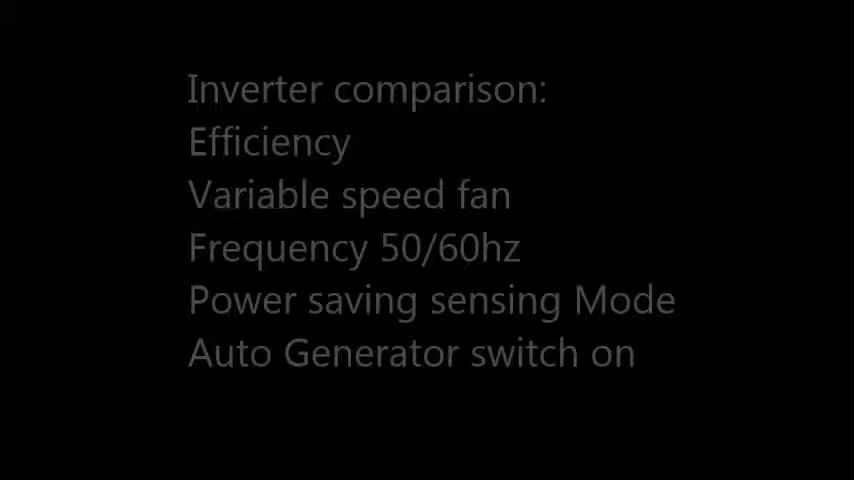 Inverter comparison:
Efficiency
Variable speed fan
Frequency 50/60hz
Power saving sensing Mode
Auto Generator switch on